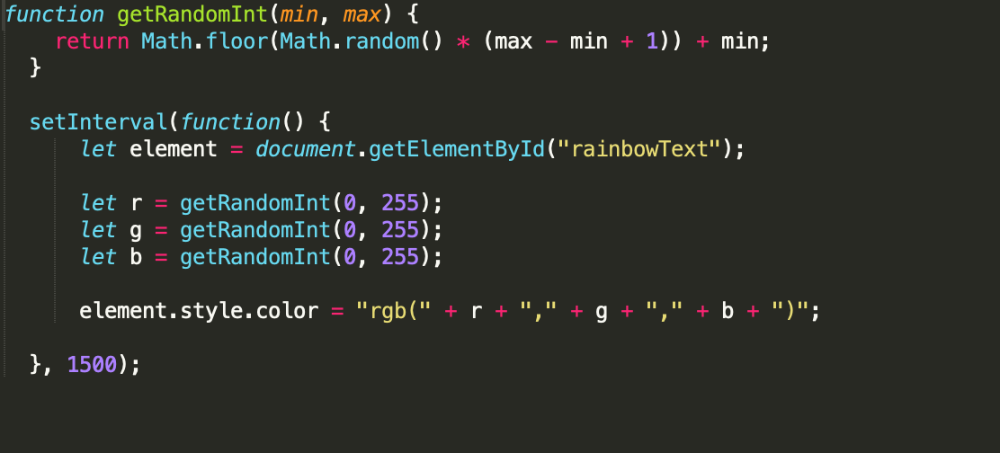 function getRandomInt(min, max) {
    return Math.floor(Math.random() * (max - min + 1)) + min;
  }

  setInterval(function() {
      let element = document.getElementById("rainbowText");

      let r = getRandomInt(0, 255);
      let g = getRandomInt(0, 255);
      let b = getRandomInt(0, 255);

      element.style.color = "rgb(" + r + "," + g + "," + b + ")";

  }, 1500);